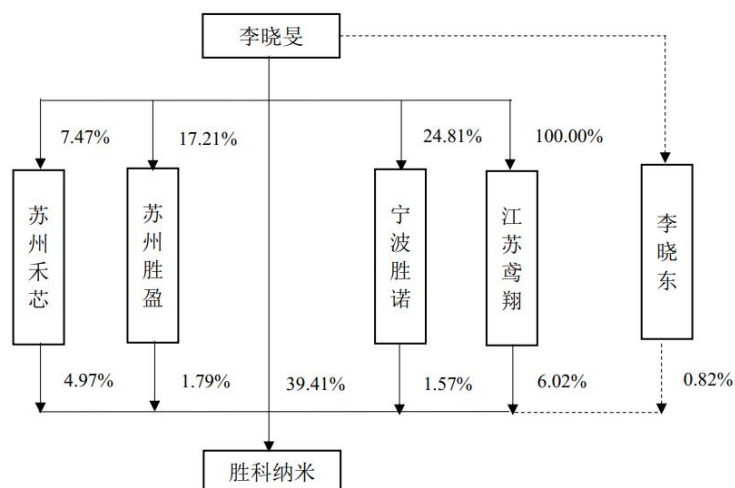 李晓旻
7.47%
17.21%
24.81%
100.00%
苏州禾芯
苏州胜盈
宁波胜诺
江苏鸢翔
李晓东
4.97%
1.79%
39.41%
1.57%
6.02%
0.82%
胜科纳米